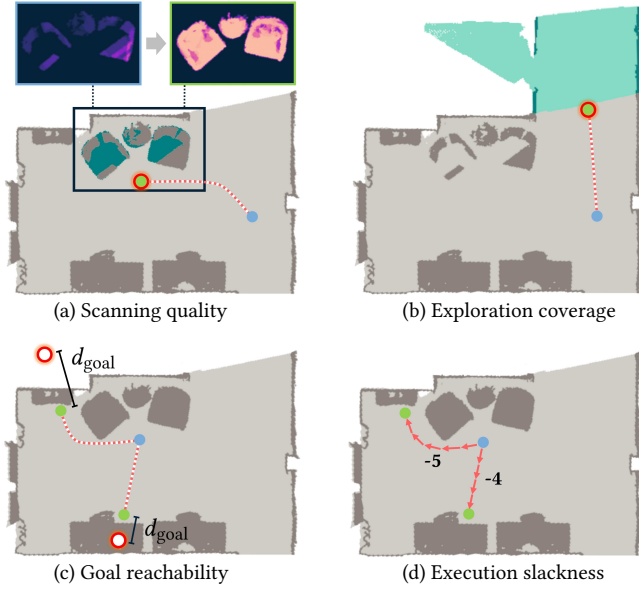 (a) Scanning quality
(b) Exploration coverage
d_goal
d_goal
(c) Goal reachability
-5
-4
(d) Execution slackness